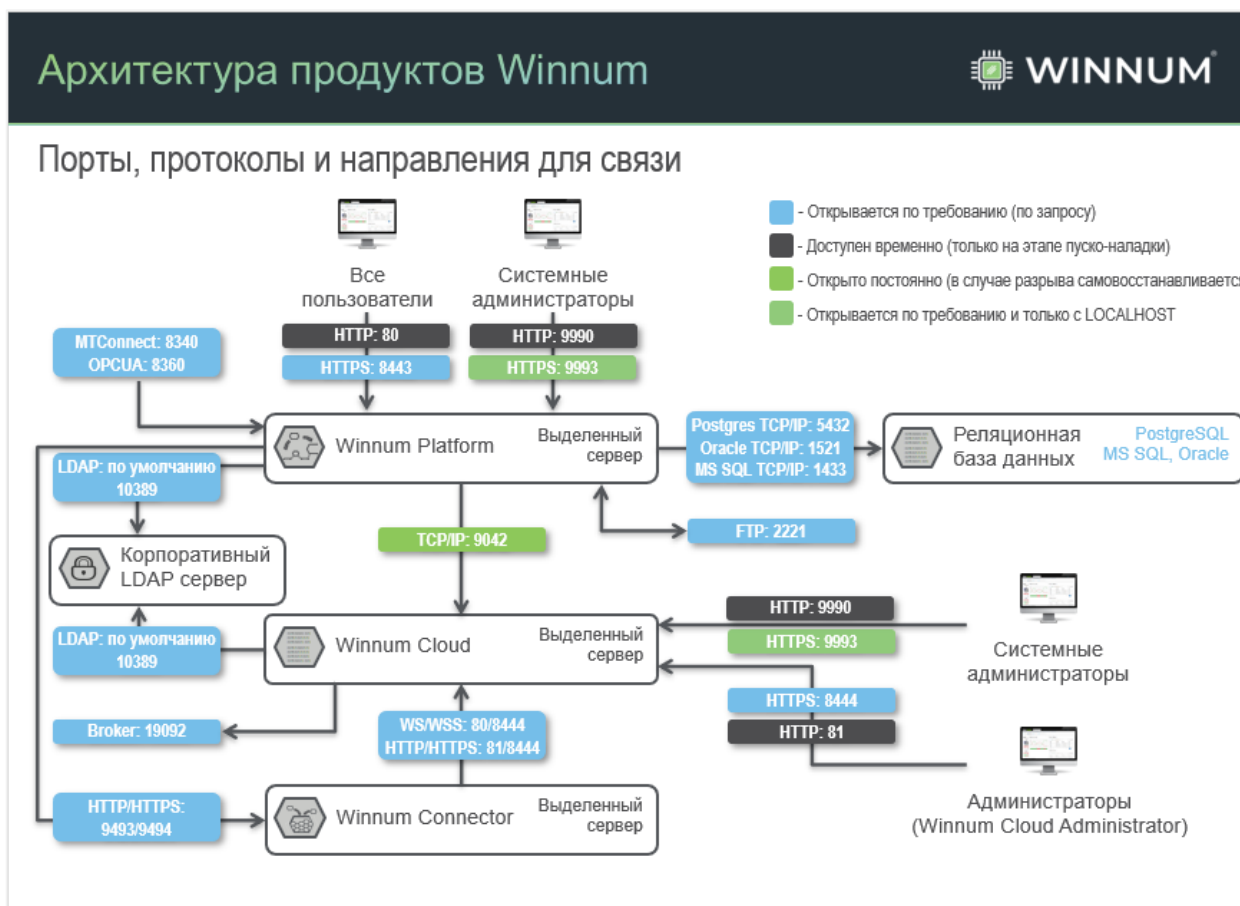 Архитектура продуктов Winnum
WINNUM
Порты, протоколы и направления для связи
- Открывается по требованию (по запросу)
- Доступен временно (только на этапе пуско-наладки)
- Открыто постоянно (в случае разрыва самовосстанавливается
- Открывается по требованию и только с LOCALHOST
Все
пользователи
Системные
администраторы
HTTP: 80
HTTPS: 8443
HTTP: 9990
HTTPS: 9993
MTConnect: 8340
OPCUA: 8360
Winnum Platform
Выделенный
сервер
Postgres TCP/IP: 5432
Oracle TCP/IP: 1521
MS SQL TCP/IP: 1433
Реляционная
база данных
PostgreSQL
MS SQL, Oracle
LDAP: по умолчанию
10389
TCP/IP: 9042
FTP: 2221
Корпоративный
LDAP сервер
LDAP: по умолчанию
10389
Winnum Cloud
Выделенный
сервер
HTTP: 9990
HTTPS: 9993
Системные
администраторы
HTTPS: 8444
HTTP: 81
Администраторы
(Winnum Cloud Administrator)
Broker: 19092
WS/WSS: 80/8444
HTTP/HTTPS: 81/8444
HTTP/HTTPS:
9493/9494
Winnum Connector
Выделенный
сервер